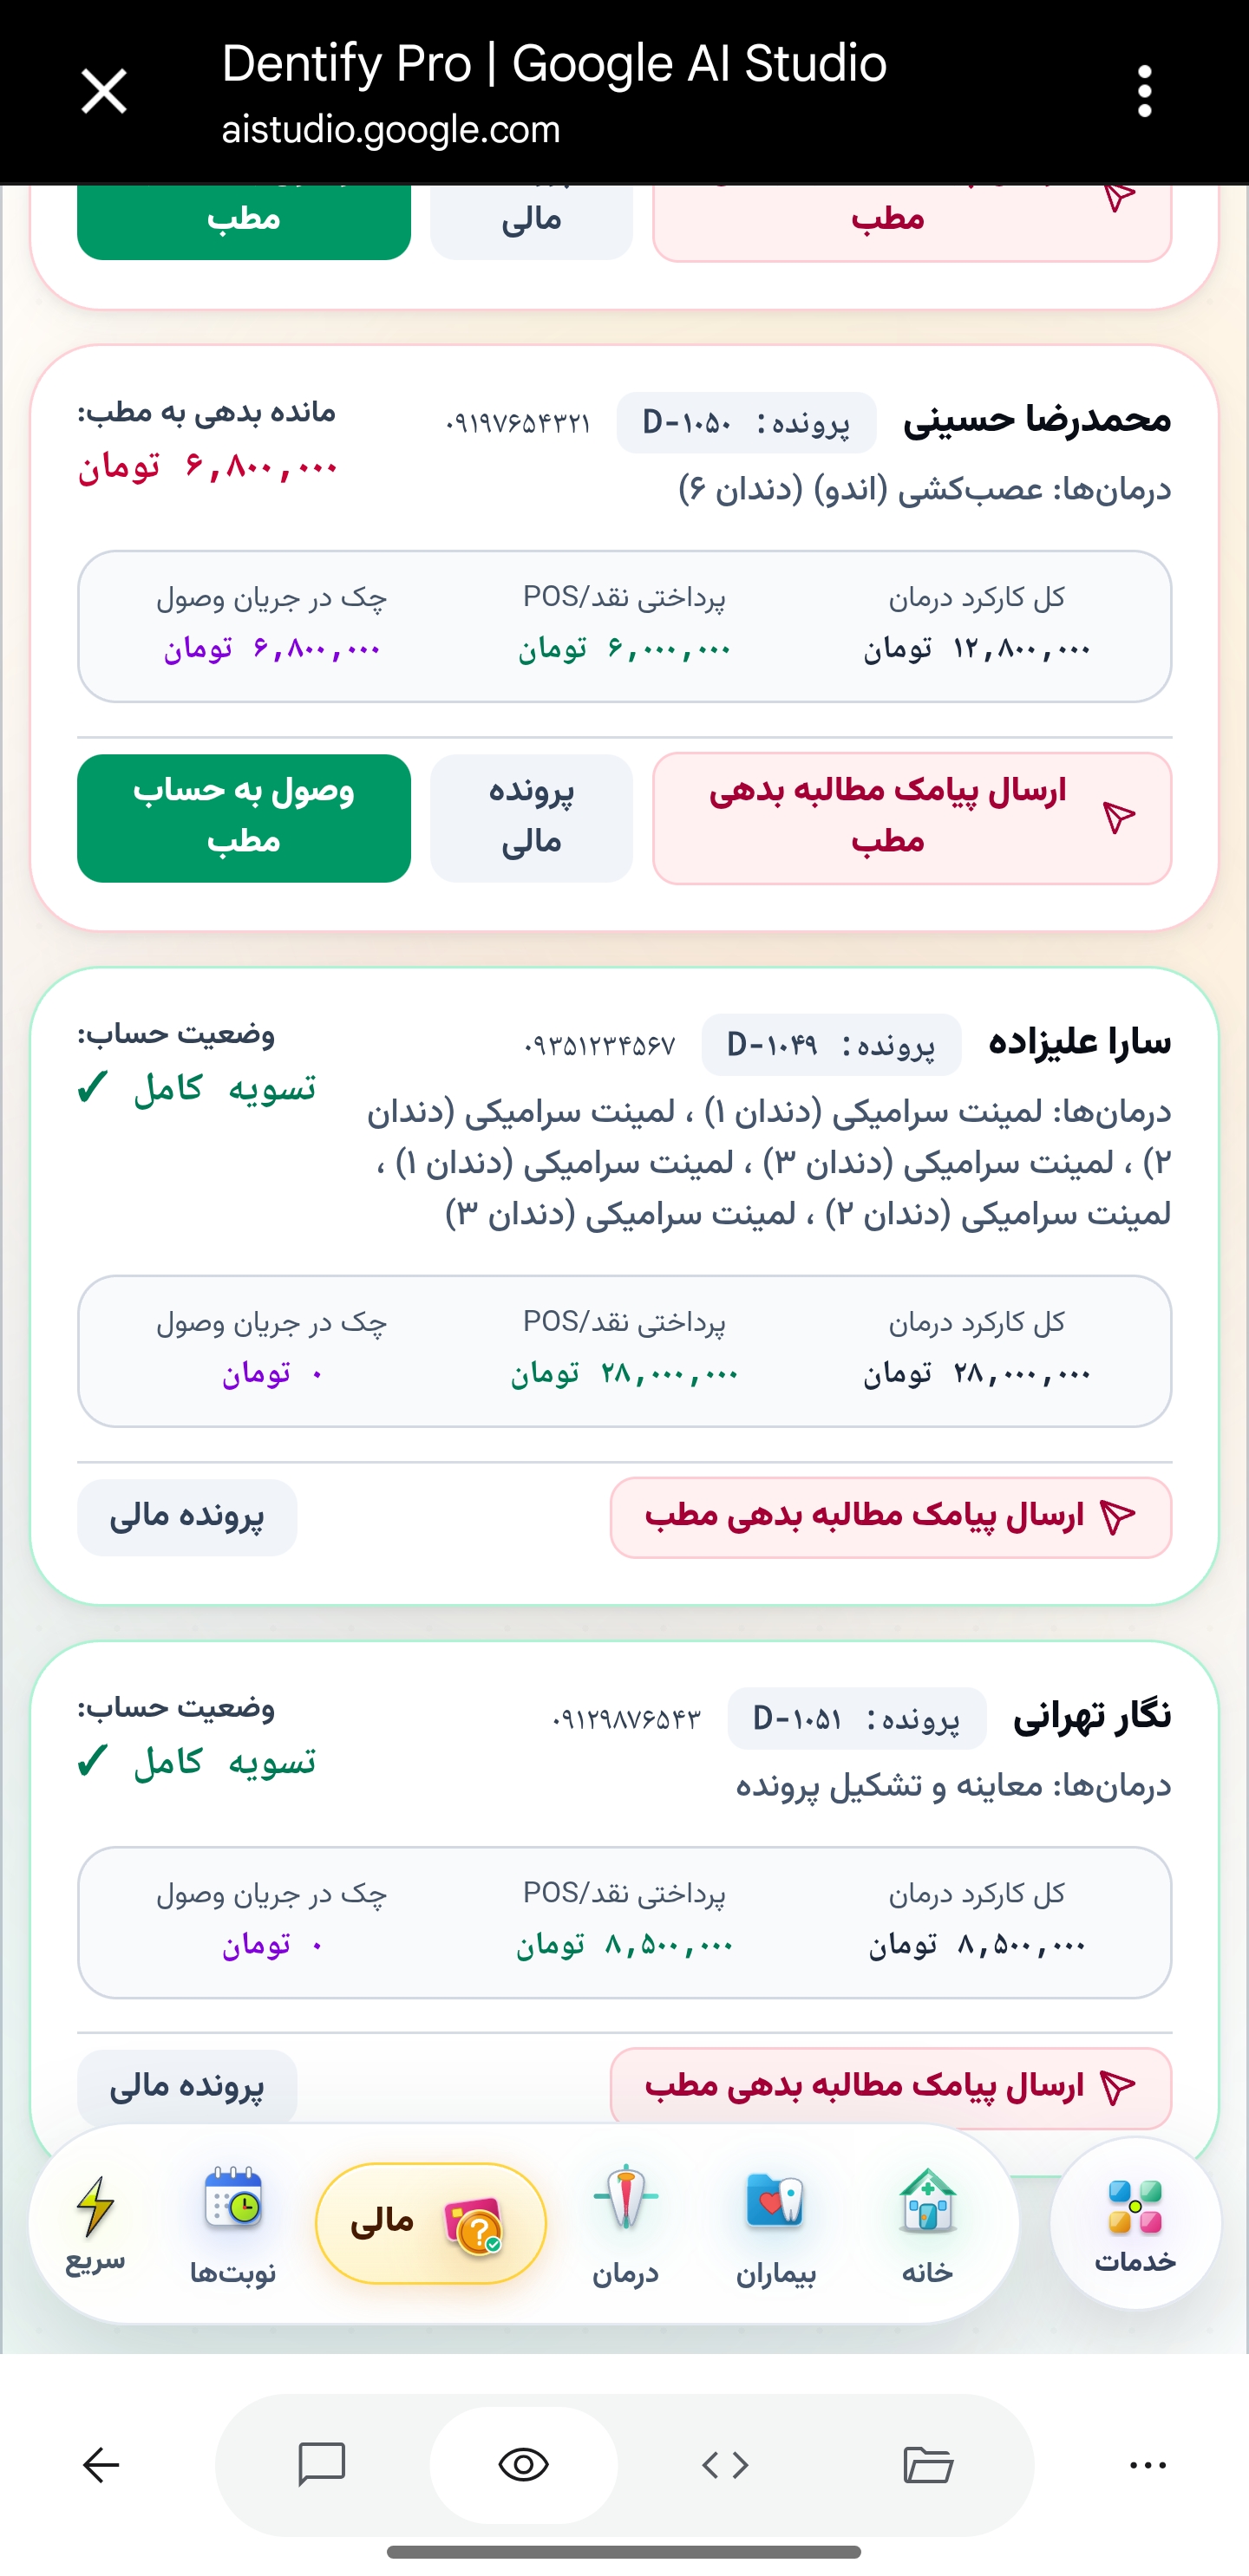 Dentify Pro | Google AI Studio
aistudio.google.com
مطب
مالی
مطب
محمدرضا حسینی
پرونده: D-۱۰۵۰
۰۹۱۹۷۶۵۴۳۲۱
مانده بدهی به مطب:
۶,۸۰۰,۰۰۰ تومان
درمان‌ها: عصب‌کشی (اندو) (دندان ۶)
کل کارکرد درمان
پرداختی نقد/POS
چک در جریان وصول
۱۲,۸۰۰,۰۰۰ تومان
۶,۰۰۰,۰۰۰ تومان
۶,۸۰۰,۰۰۰ تومان
ارسال پیامک مطالبه بدهی
مطب
پرونده
مالی
وصول به حساب
مطب
سارا علیزاده
پرونده: D-۱۰۴۹
۰۹۳۵۱۲۳۴۵۶۷
وضعیت حساب:
تسویه کامل ✓
درمان‌ها: لمینت سرامیکی (دندان ۱) ، لمینت سرامیکی (دندان
۲) ، لمینت سرامیکی (دندان ۳) ، لمینت سرامیکی (دندان ۱) ،
لمینت سرامیکی (دندان ۲) ، لمینت سرامیکی (دندان ۳)
کل کارکرد درمان
پرداختی نقد/POS
چک در جریان وصول
۲۸,۰۰۰,۰۰۰ تومان
۲۸,۰۰۰,۰۰۰ تومان
۰ تومان
ارسال پیامک مطالبه بدهی مطب
پرونده مالی
نگار تهرانی
پرونده: D-۱۰۵۱
۰۹۱۲۹۸۷۶۵۴۳
وضعیت حساب:
تسویه کامل ✓
درمان‌ها: معاینه و تشکیل پرونده
کل کارکرد درمان
پرداختی نقد/POS
چک در جریان وصول
۸,۵۰۰,۰۰۰ تومان
۸,۵۰۰,۰۰۰ تومان
۰ تومان
ارسال پیامک مطالبه بدهی مطب
پرونده مالی
خدمات
خانه
بیماران
درمان
مالی
نوبت‌ها
سریع